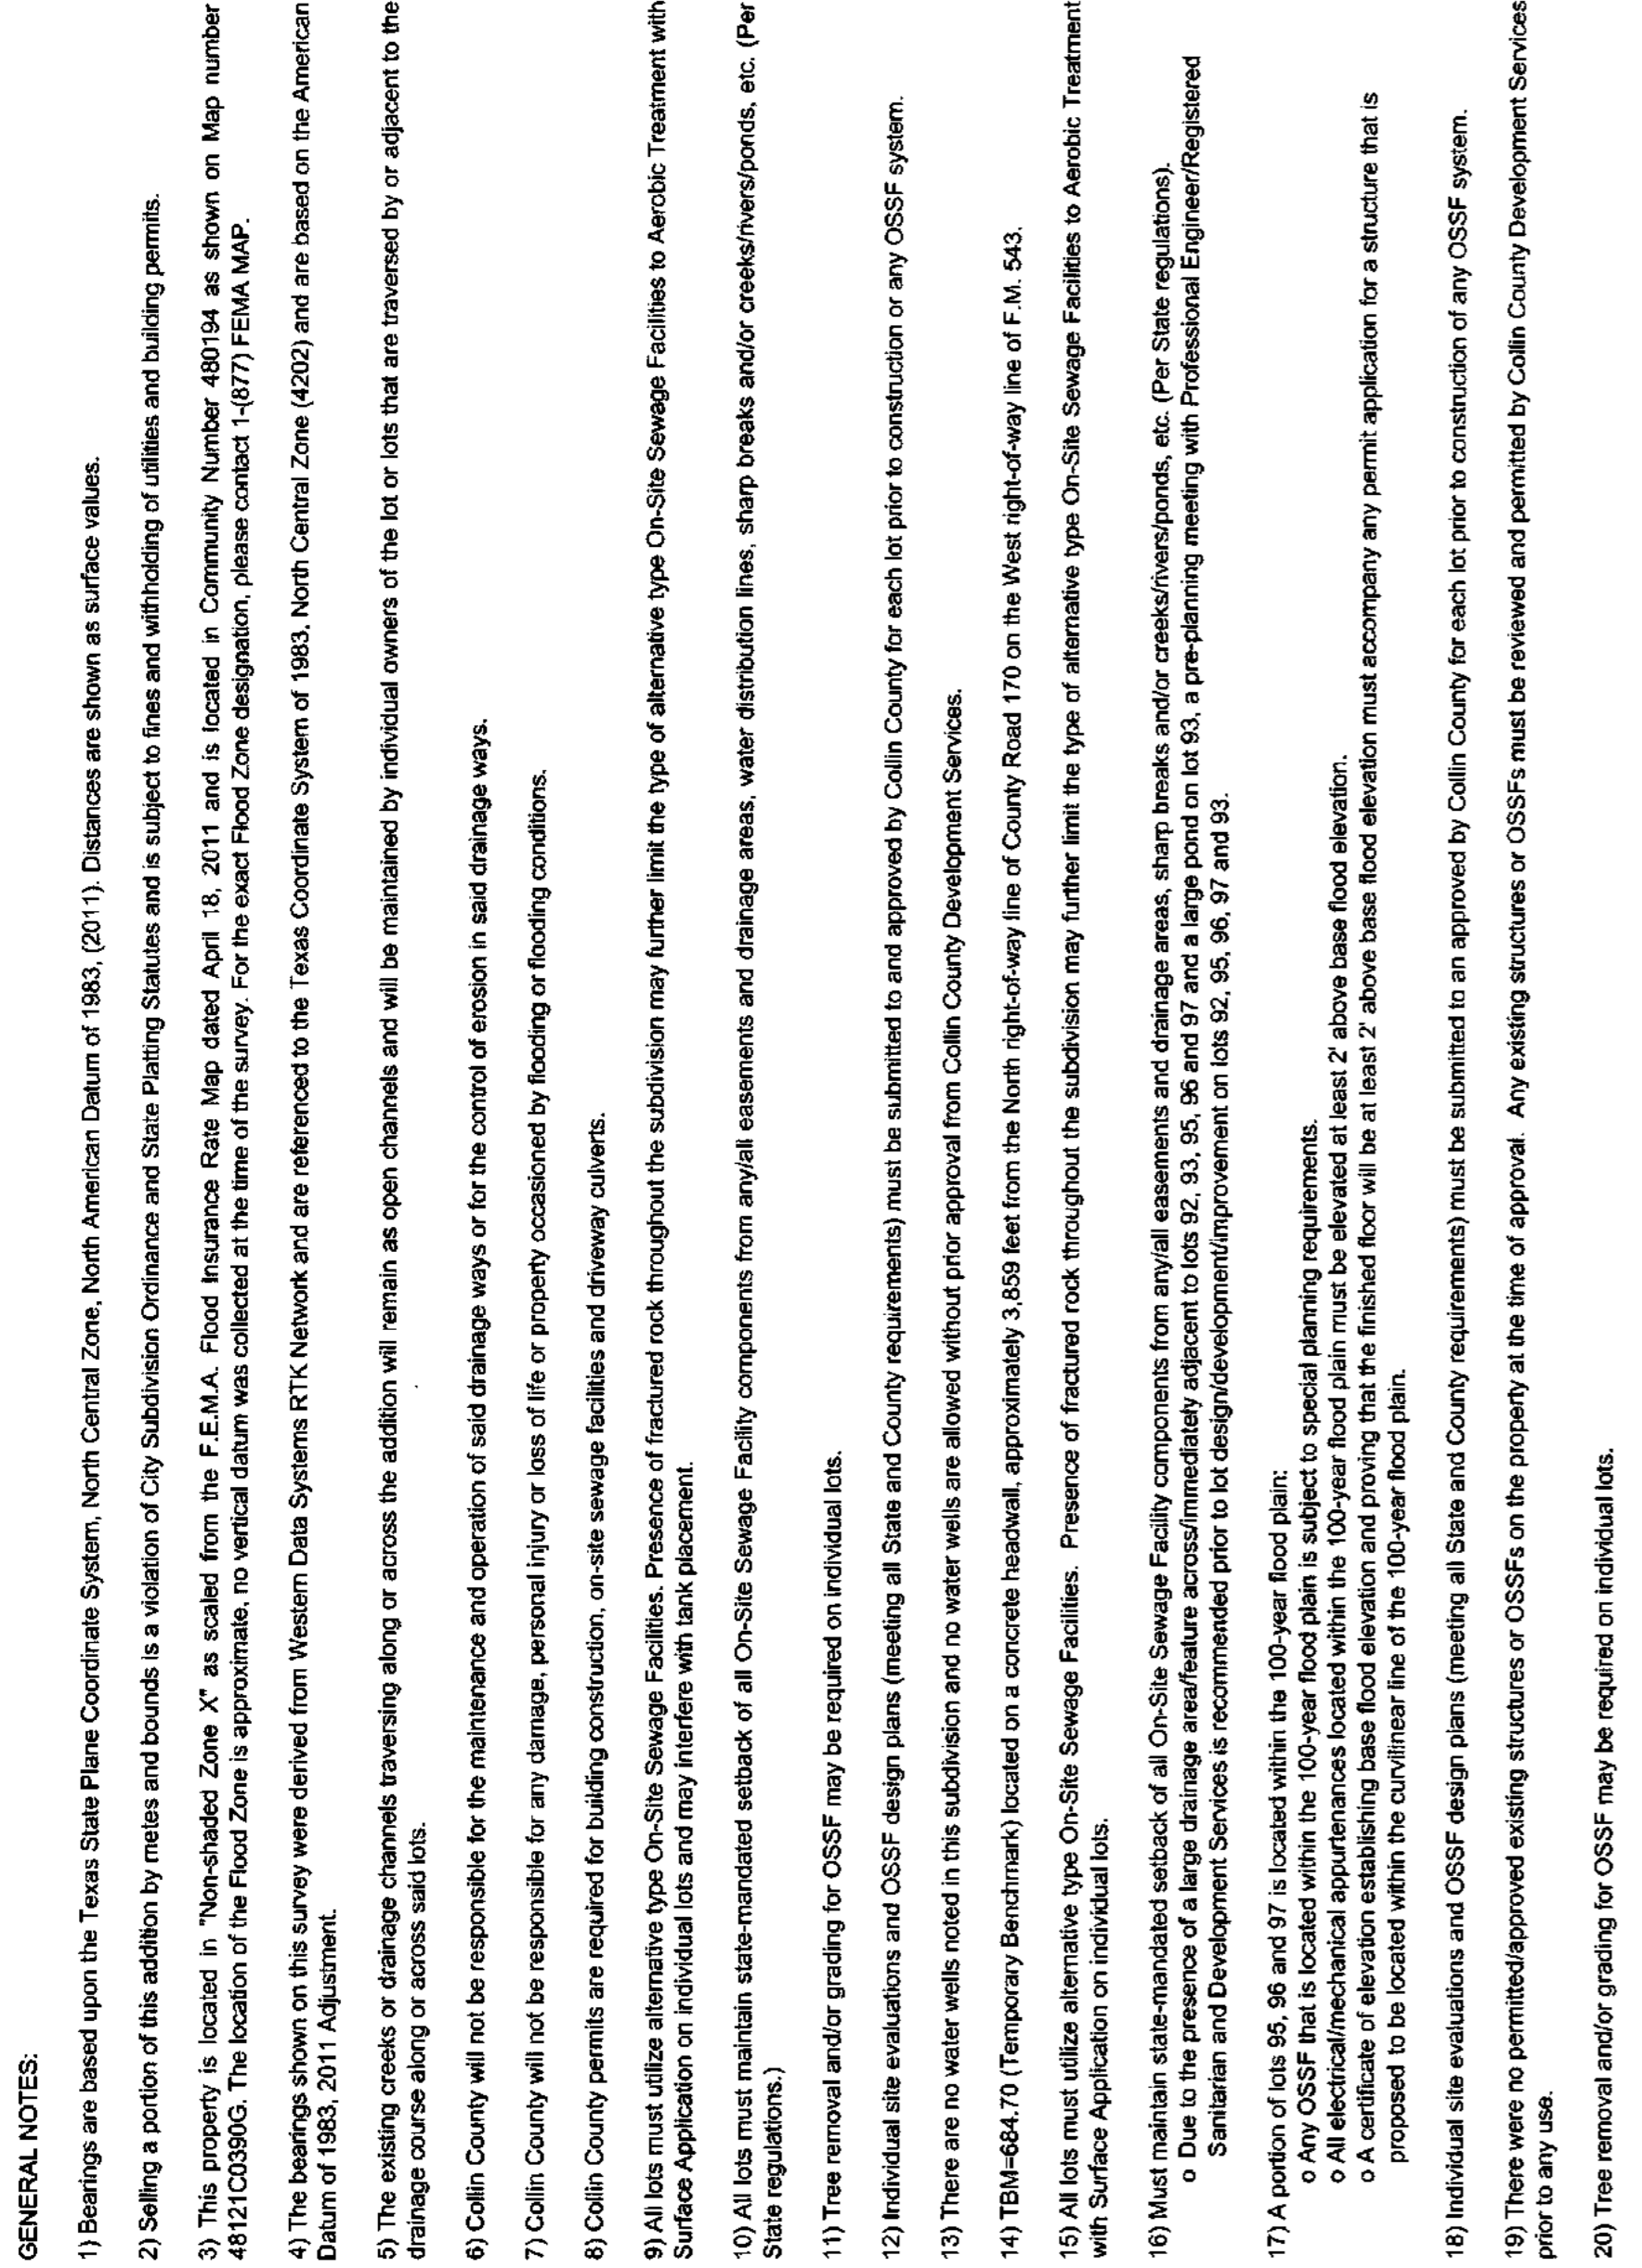 GENERAL NOTES:
1) Bearings are based upon the Texas State Plane Coordinate System, North Central Zone, North American Datum of 1983, (2011). Distances are shown as surface values.
2) Selling a portion of this addition by metes and bounds is a violation of City Subdivision Ordinance and State Platting Statutes and is subject to fines and withholding of utilities and building permits.
3) This property is located in "Non-shaded Zone X" as scaled from the F.E.M.A. Flood Insurance Rate Map dated April 18, 2011 and is located in Community Number 480194 as shown on Map number
48121C0390G. The location of the Flood Zone is approximate, no vertical datum was collected at the time of the survey. For the exact Flood Zone designation, please contact 1-(877) FEMA MAP.
4) The bearings shown on this survey were derived from Western Data Systems RTK Network and are referenced to the Texas Coordinate System of 1983, North Central Zone (4202) and are based on the American
Datum of 1983, 2011 Adjustment.
5) The existing creeks or drainage channels traversing along or across the addition will remain as open channels and will be maintained by individual owners of the lot or lots that are traversed by or adjacent to the
drainage course along or across said lots.
6) Collin County will not be responsible for the maintenance and operation of said drainage ways or for the control of erosion in said drainage ways.
7) Collin County will not be responsible for any damage, personal injury or loss of life or property occasioned by flooding or flooding conditions.
8) Collin County permits are required for building construction, on-site sewage facilities and driveway culverts.
9) All lots must utilize alternative type On-Site Sewage Facilities. Presence of fractured rock throughout the subdivision may further limit the type of alternative type On-Site Sewage Facilities to Aerobic Treatment with
Surface Application on individual lots and may interfere with tank placement.
10) All lots must maintain state-mandated setback of all On-Site Sewage Facility components from any/all easements and drainage areas, water distribution lines, sharp breaks and/or creeks/rivers/ponds, etc. (Per
State regulations.)
11) Tree removal and/or grading for OSSF may be required on individual lots.
12) Individual site evaluations and OSSF design plans (meeting all State and County requirements) must be submitted to and approved by Collin County for each lot prior to construction or any OSSF system.
13) There are no water wells noted in this subdivision and no water wells are allowed without prior approval from Collin County Development Services.
14) TBM=684.70 (Temporary Benchmark) located on a concrete headwall, approximately 3,859 feet from the North right-of-way line of County Road 170 on the West right-of-way line of F.M. 543.
15) All lots must utilize alternative type On-Site Sewage Facilities. Presence of fractured rock throughout the subdivision may further limit the type of alternative type On-Site Sewage Facilities to Aerobic Treatment
with Surface Application on individual lots.
16) Must maintain state-mandated setback of all On-Site Sewage Facility components from any/all easements and drainage areas, sharp breaks and/or creeks/rivers/ponds, etc. (Per State regulations).
o Due to the presence of a large drainage area/feature across/immediately adjacent to lots 92, 93, 95, 96 and 97 and a large pond on lot 93, a pre-planning meeting with Professional Engineer/Registered
Sanitarian and Development Services is recommended prior to lot design/development/improvement on lots 92, 95, 96, 97 and 93.
17) A portion of lots 95, 96 and 97 is located within the 100-year flood plain:
o Any OSSF that is located within the 100-year flood plain is subject to special planning requirements.
o All electrical/mechanical appurtenances located within the 100-year flood plain must be elevated at least 2' above base flood elevation.
o A certificate of elevation establishing base flood elevation and proving that the finished floor will be at least 2' above base flood elevation must accompany any permit application for a structure that is
proposed to be located within the curvilinear line of the 100-year flood plain.
18) Individual site evaluations and OSSF design plans (meeting all State and County requirements) must be submitted to an approved by Collin County for each lot prior to construction of any OSSF system.
19) There were no permitted/approved existing structures or OSSFs on the property at the time of approval. Any existing structures or OSSFs must be reviewed and permitted by Collin County Development Services
prior to any use.
20) Tree removal and/or grading for OSSF may be required on individual lots.